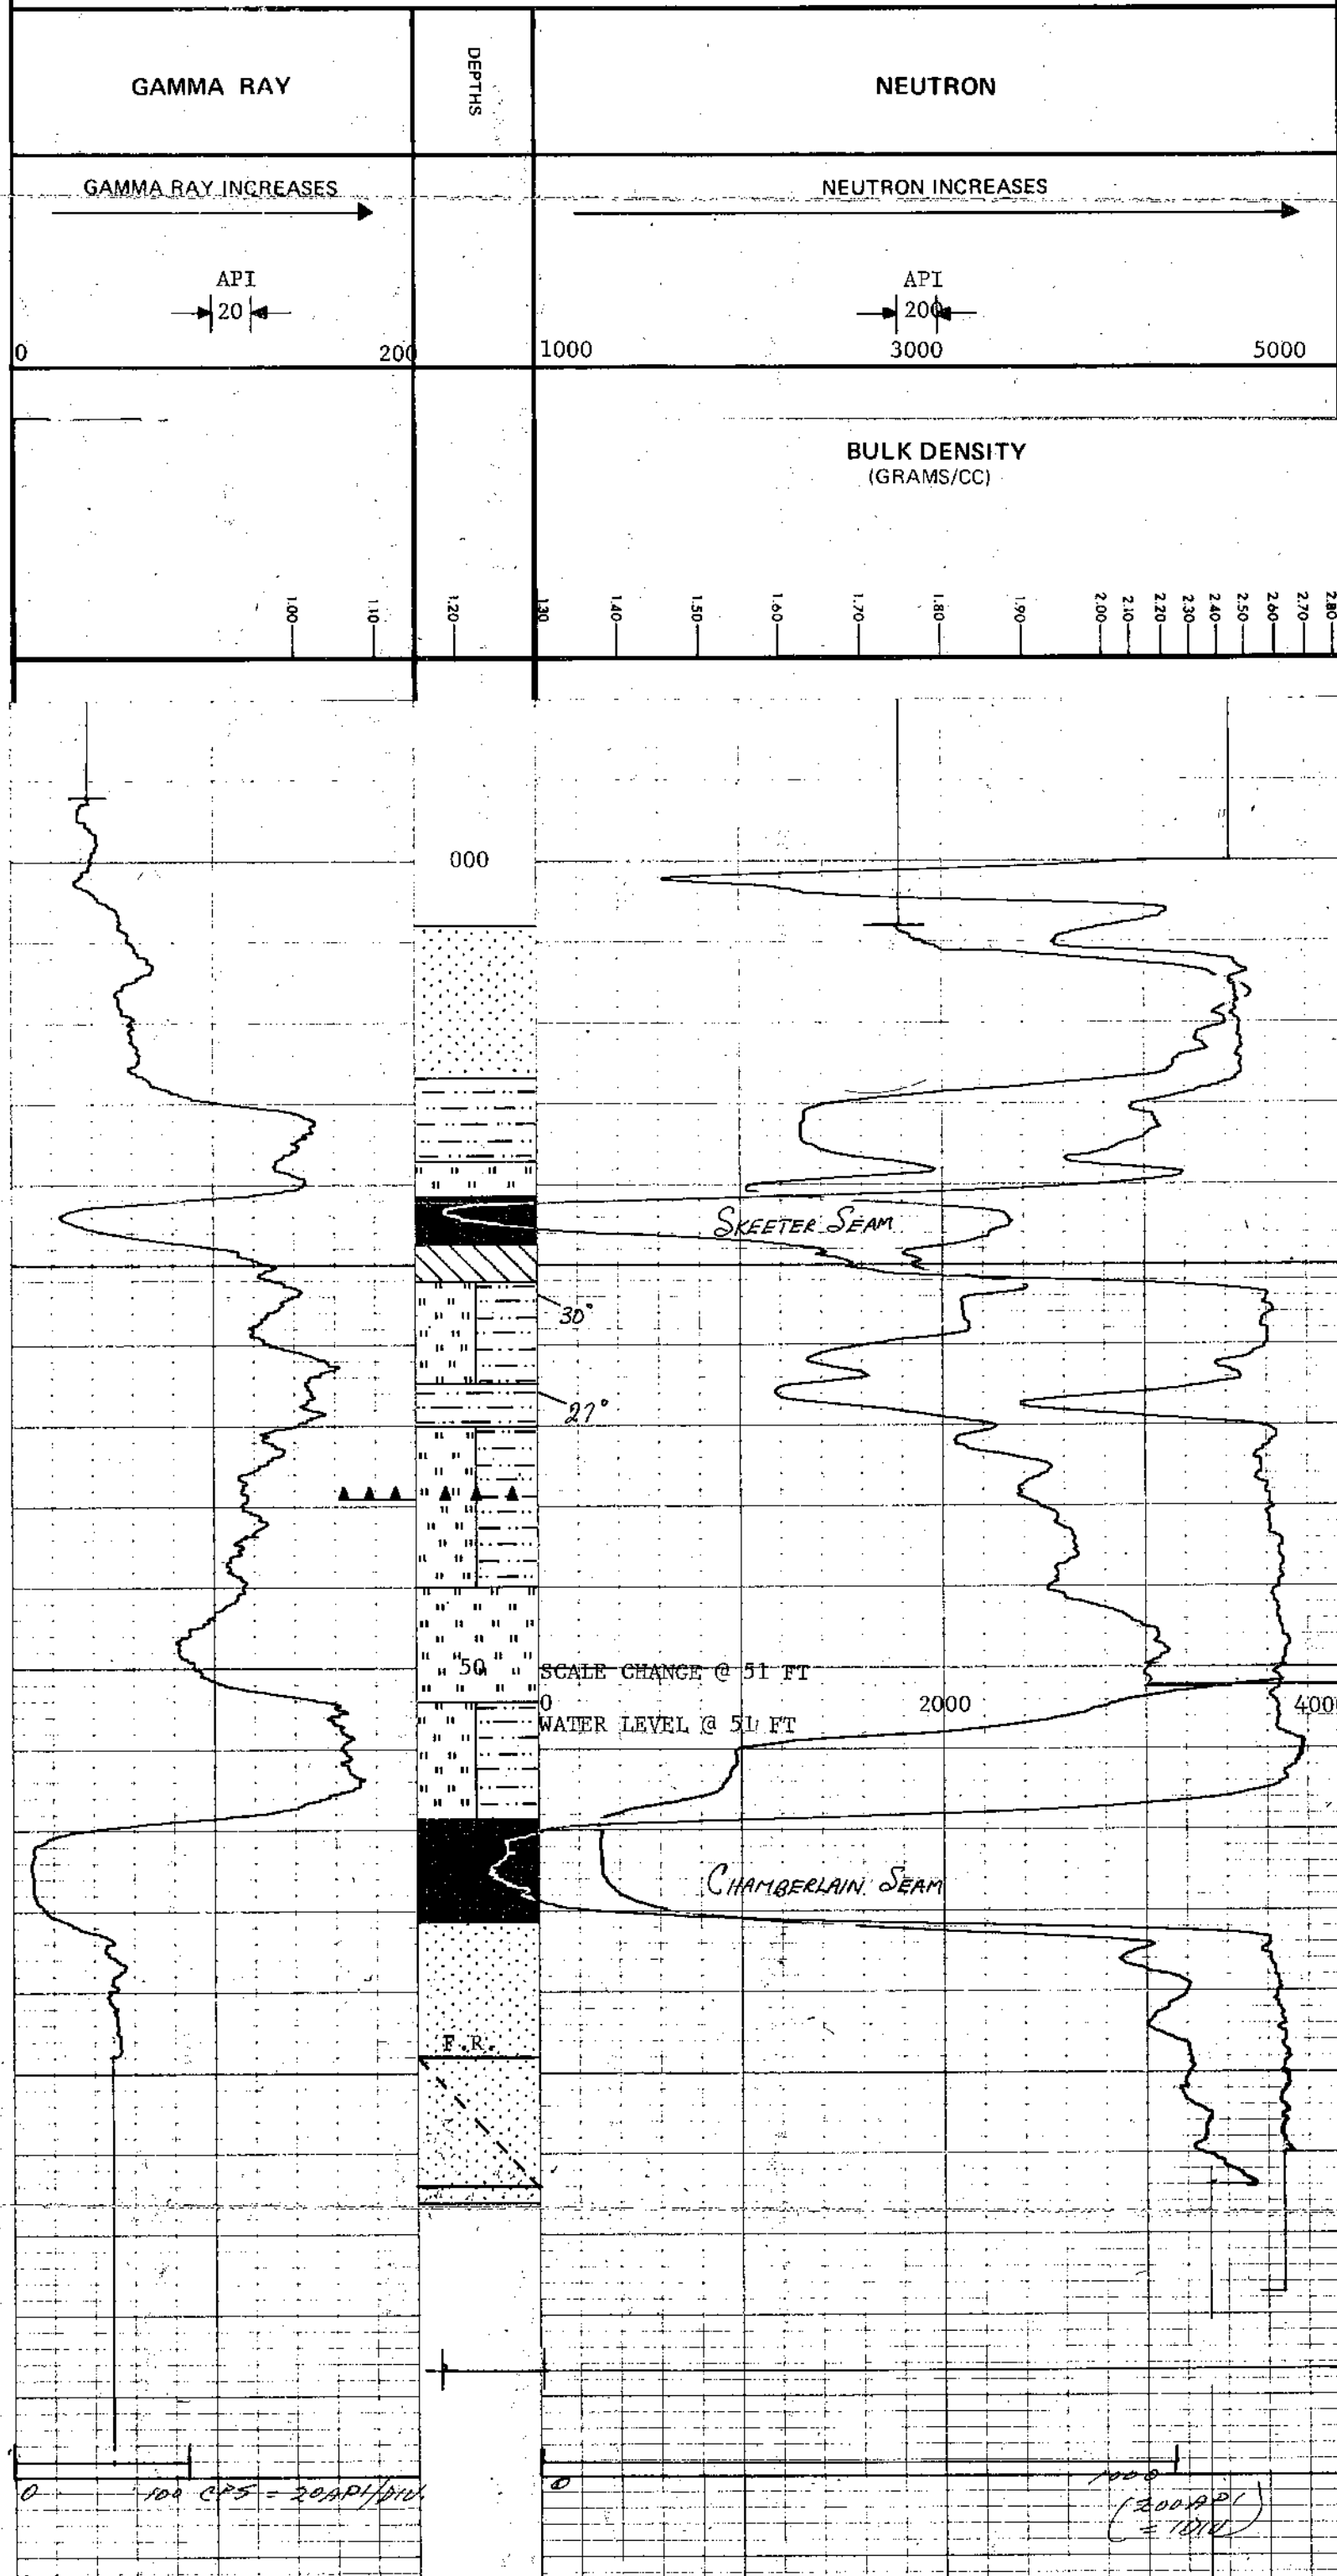 GAMMA RAY
DEPTHS
NEUTRON
GAMMA RAY INCREASES
NEUTRON INCREASES
API
20
API
200
0 200
1000 3000 5000
BULK DENSITY
(GRAMS/CC)
1.00 1.10 1.20 1.30 1.40 1.50 1.60 1.70 1.80 1.90 2.00 2.10 2.20 2.30 2.40 2.50 2.60 2.70 2.80
000
SKEETER SEAM
30°
27°
50
SCALE CHANGE @ 51 FT
0 2000 4000
WATER LEVEL @ 51 FT
CHAMBERLAIN SEAM
F.R.
0 100 CPS = 20API/DIV.
0 1000
(200API
= 1DIV)